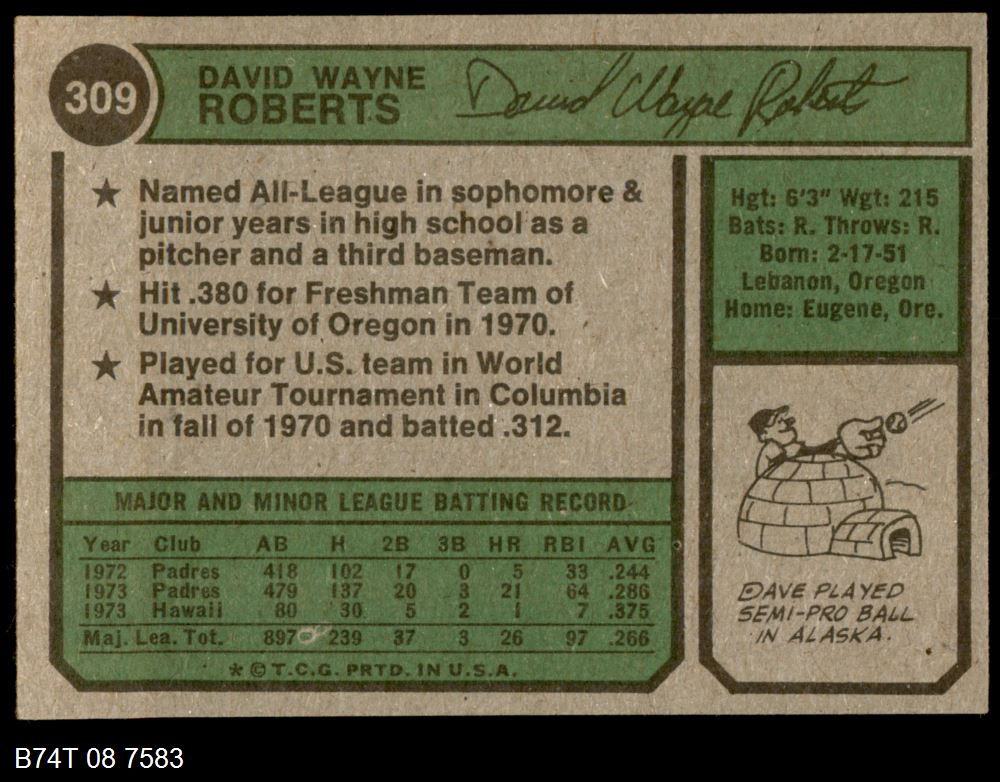 309
DAVID WAYNE
ROBERTS
David Wayne Roberts
★ Named All-League in sophomore &
junior years in high school as a
pitcher and a third baseman.
★ Hit .380 for Freshman Team of
University of Oregon in 1970.
★ Played for U.S. team in World
Amateur Tournament in Columbia
in fall of 1970 and batted .312.
Hgt: 6'3" Wgt: 215
Bats: R. Throws: R.
Born: 2-17-51
Lebanon, Oregon
Home: Eugene, Ore.
MAJOR AND MINOR LEAGUE BATTING RECORD
Year Club AB H 2B 3B HR RBI AVG
1972 Padres 418 102 17 0 5 33 .244
1973 Padres 479 137 20 3 21 64 .286
1973 Hawaii 80 30 5 2 1 7 .375
Maj. Lea. Tot. 897 239 37 3 26 97 .266
* © T.C.G. PRTD. IN U.S.A.
DAVE PLAYED
SEMI-PRO BALL
IN ALASKA.
B74T 08 7583